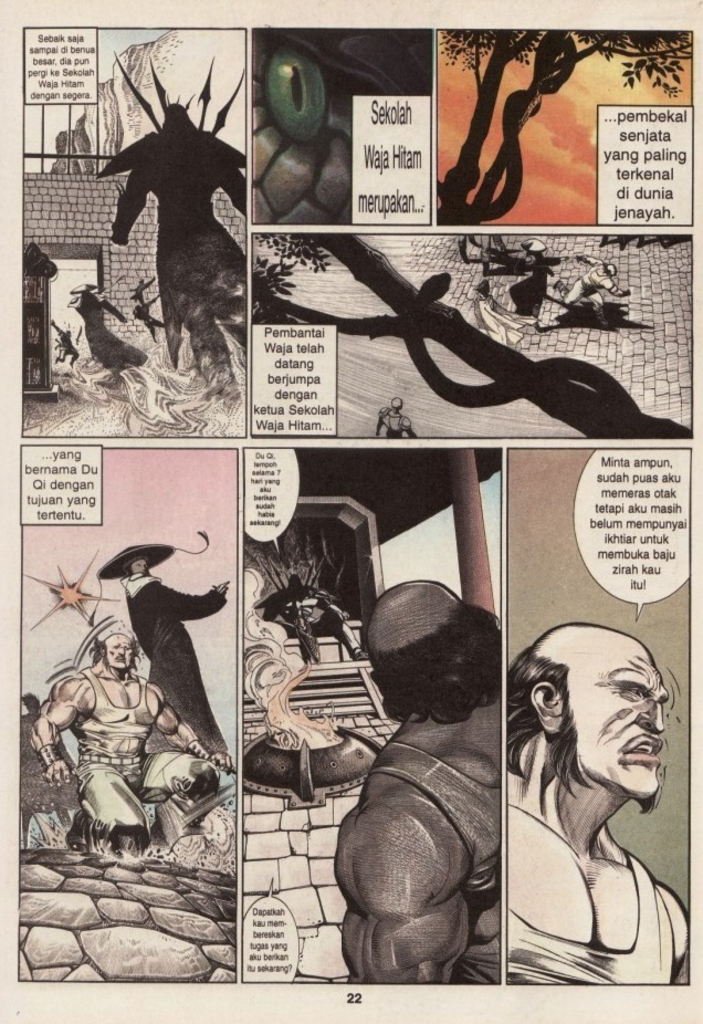 Sebaik saja
sampai di benua
besar, dia pun
pergi ke Sekolah
Waja Hitam
dengan segera.
Sekolah
Waja Hitam
merupakan...
...pembekal
senjata
yang paling
terkenal
di dunia
jenayah.
Pembantai
Waja telah
datang
berjumpa
dengan
ketua Sekolah
Waja Hitam...
...yang
bernama Du
Qi dengan
tujuan yang
tertentu.
Du Qi,
tempoh
selama 7
hari yang
aku
berikan
sudah
habis
sekarang!
Dapatkah
kau mem-
bereskan
tugas yang
aku berikan
itu sekarang?
Minta ampun,
sudah puas aku
memeras otak
tetapi aku masih
belum mempunyai
ikhtiar untuk
membuka baju
zirah kau
itu!
22